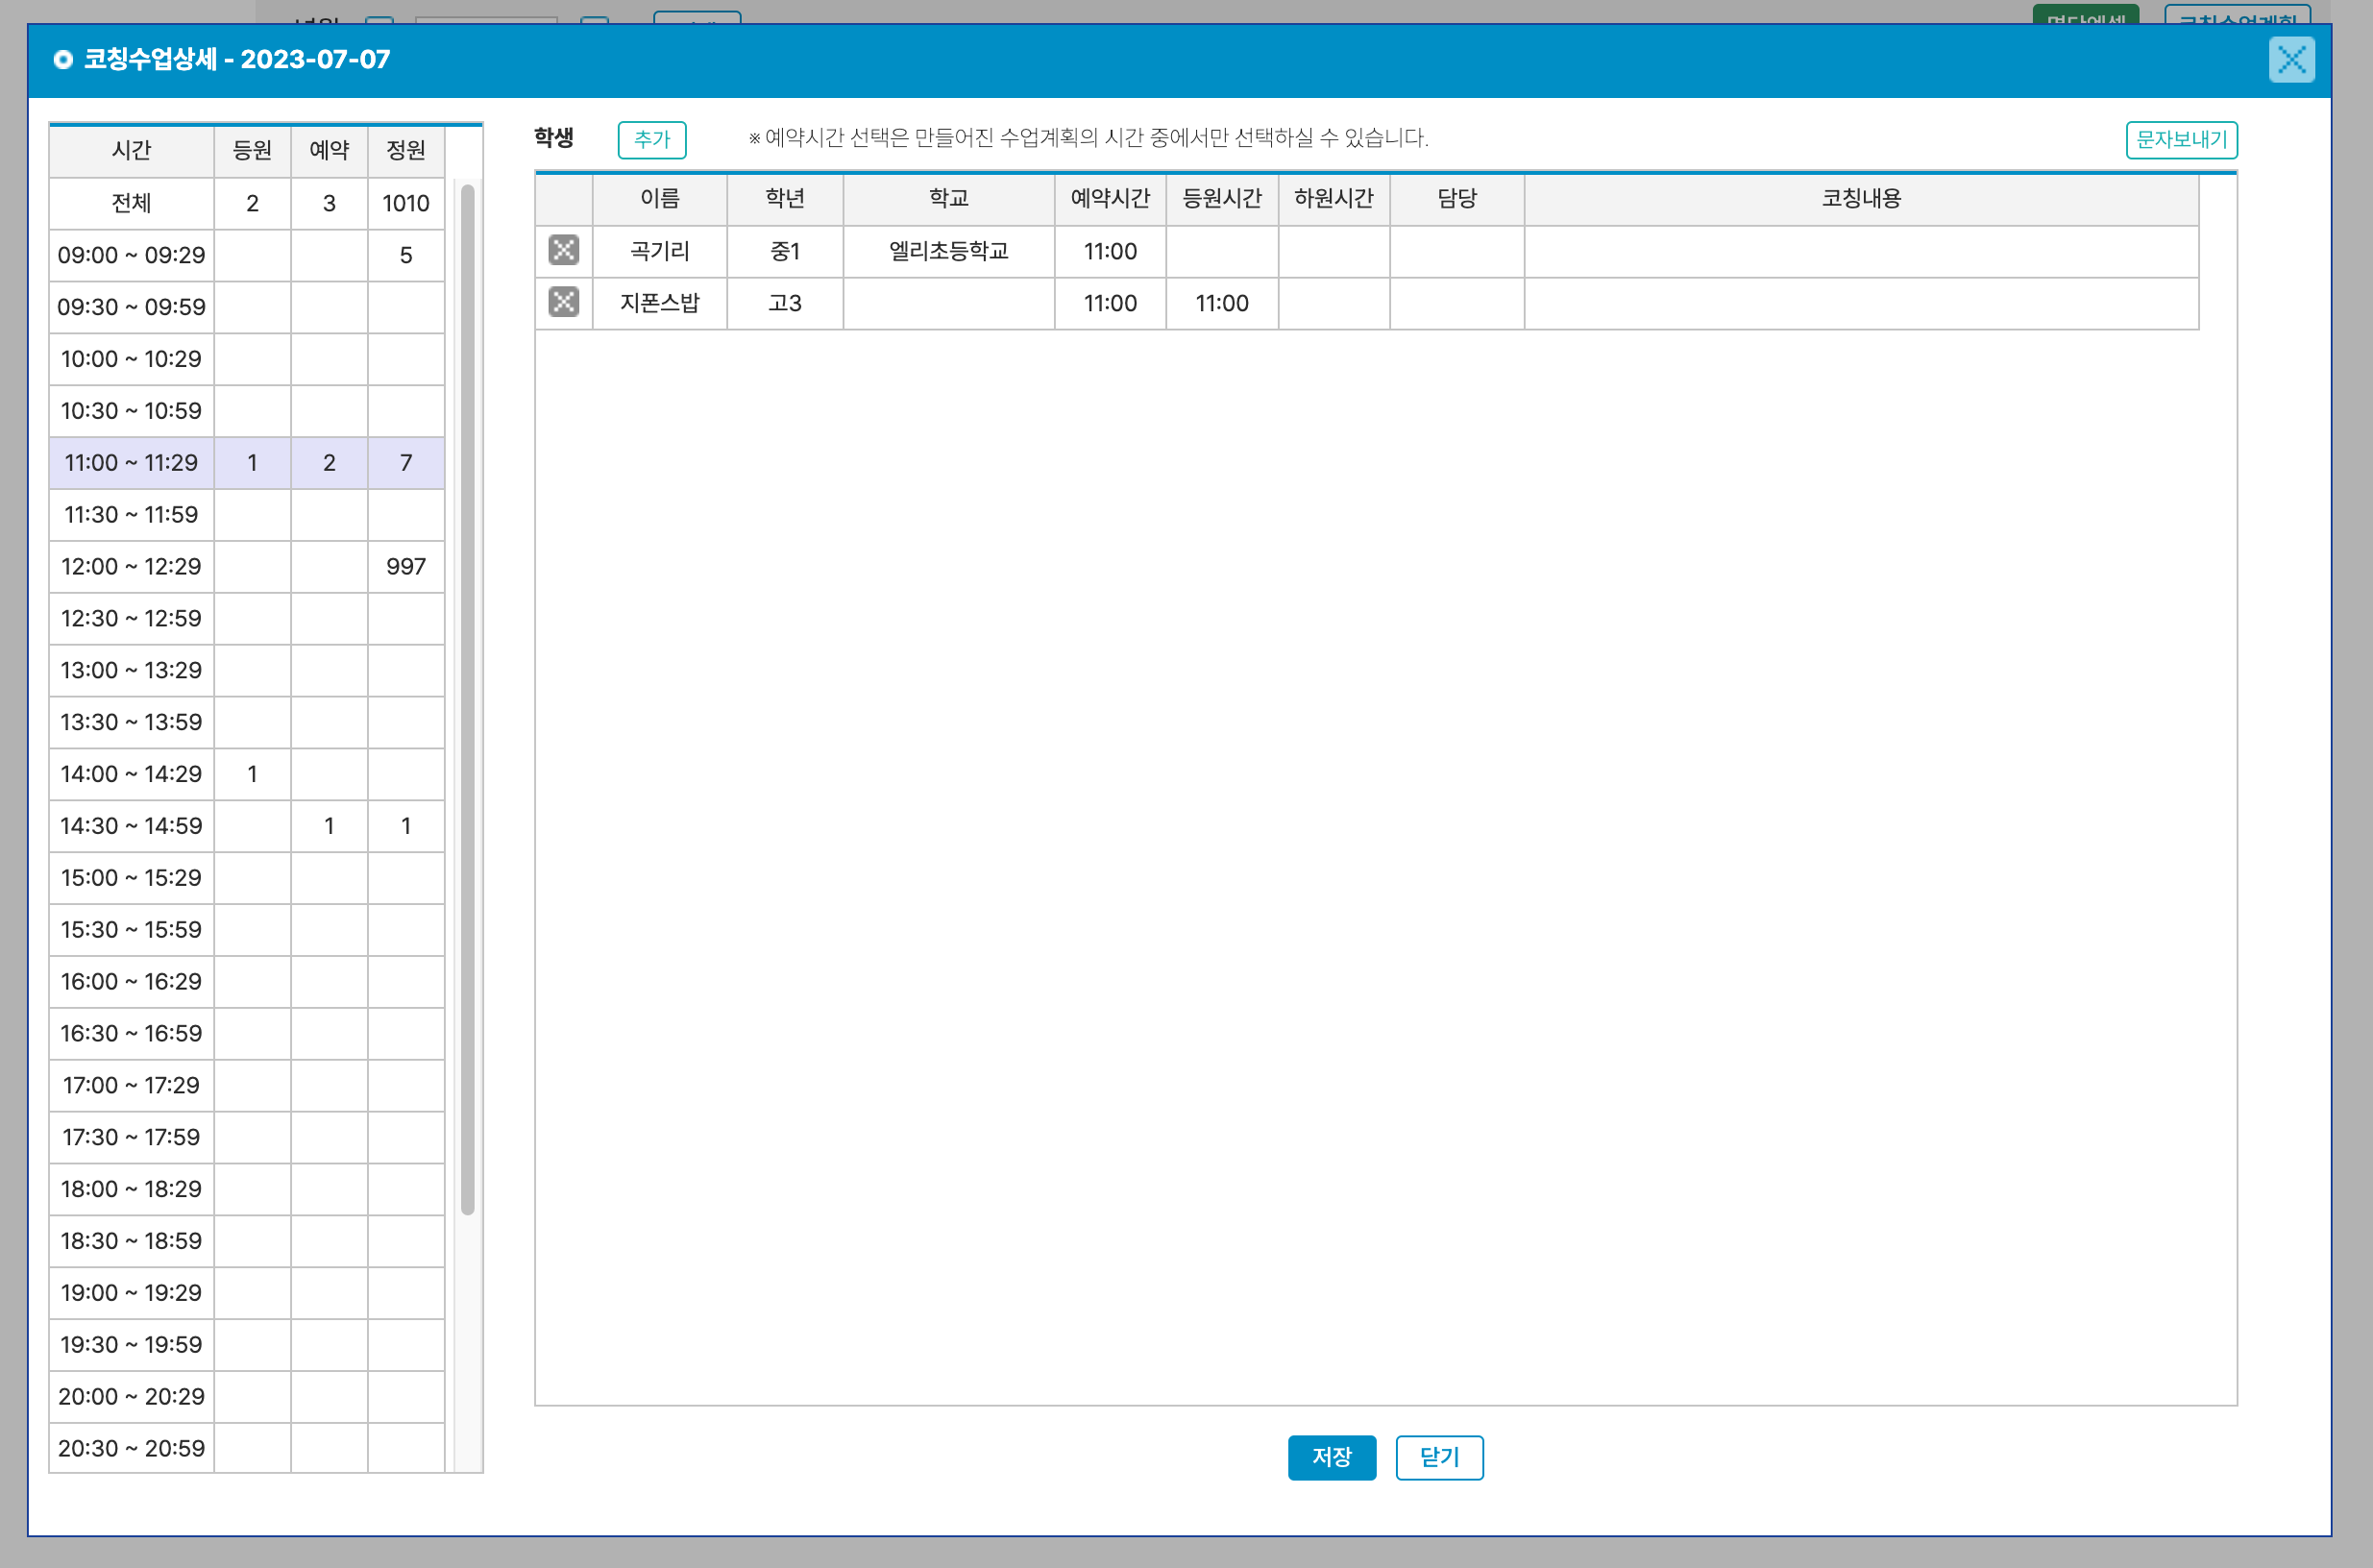 코칭수업상세 - 2023-07-07
시간 등원 예약 정원
전체 2 3 1010
09:00 ~ 09:29 5
09:30 ~ 09:59
10:00 ~ 10:29
10:30 ~ 10:59
11:00 ~ 11:29 1 2 7
11:30 ~ 11:59
12:00 ~ 12:29 997
12:30 ~ 12:59
13:00 ~ 13:29
13:30 ~ 13:59
14:00 ~ 14:29 1
14:30 ~ 14:59 1 1
15:00 ~ 15:29
15:30 ~ 15:59
16:00 ~ 16:29
16:30 ~ 16:59
17:00 ~ 17:29
17:30 ~ 17:59
18:00 ~ 18:29
18:30 ~ 18:59
19:00 ~ 19:29
19:30 ~ 19:59
20:00 ~ 20:29
20:30 ~ 20:59
학생 추가 ※ 예약시간 선택은 만들어진 수업계획의 시간 중에서만 선택하실 수 있습니다. 문자보내기
이름 학년 학교 예약시간 등원시간 하원시간 담당 코칭내용
곡기리 중1 엘리초등학교 11:00
지폰스밥 고3 11:00 11:00
저장 닫기